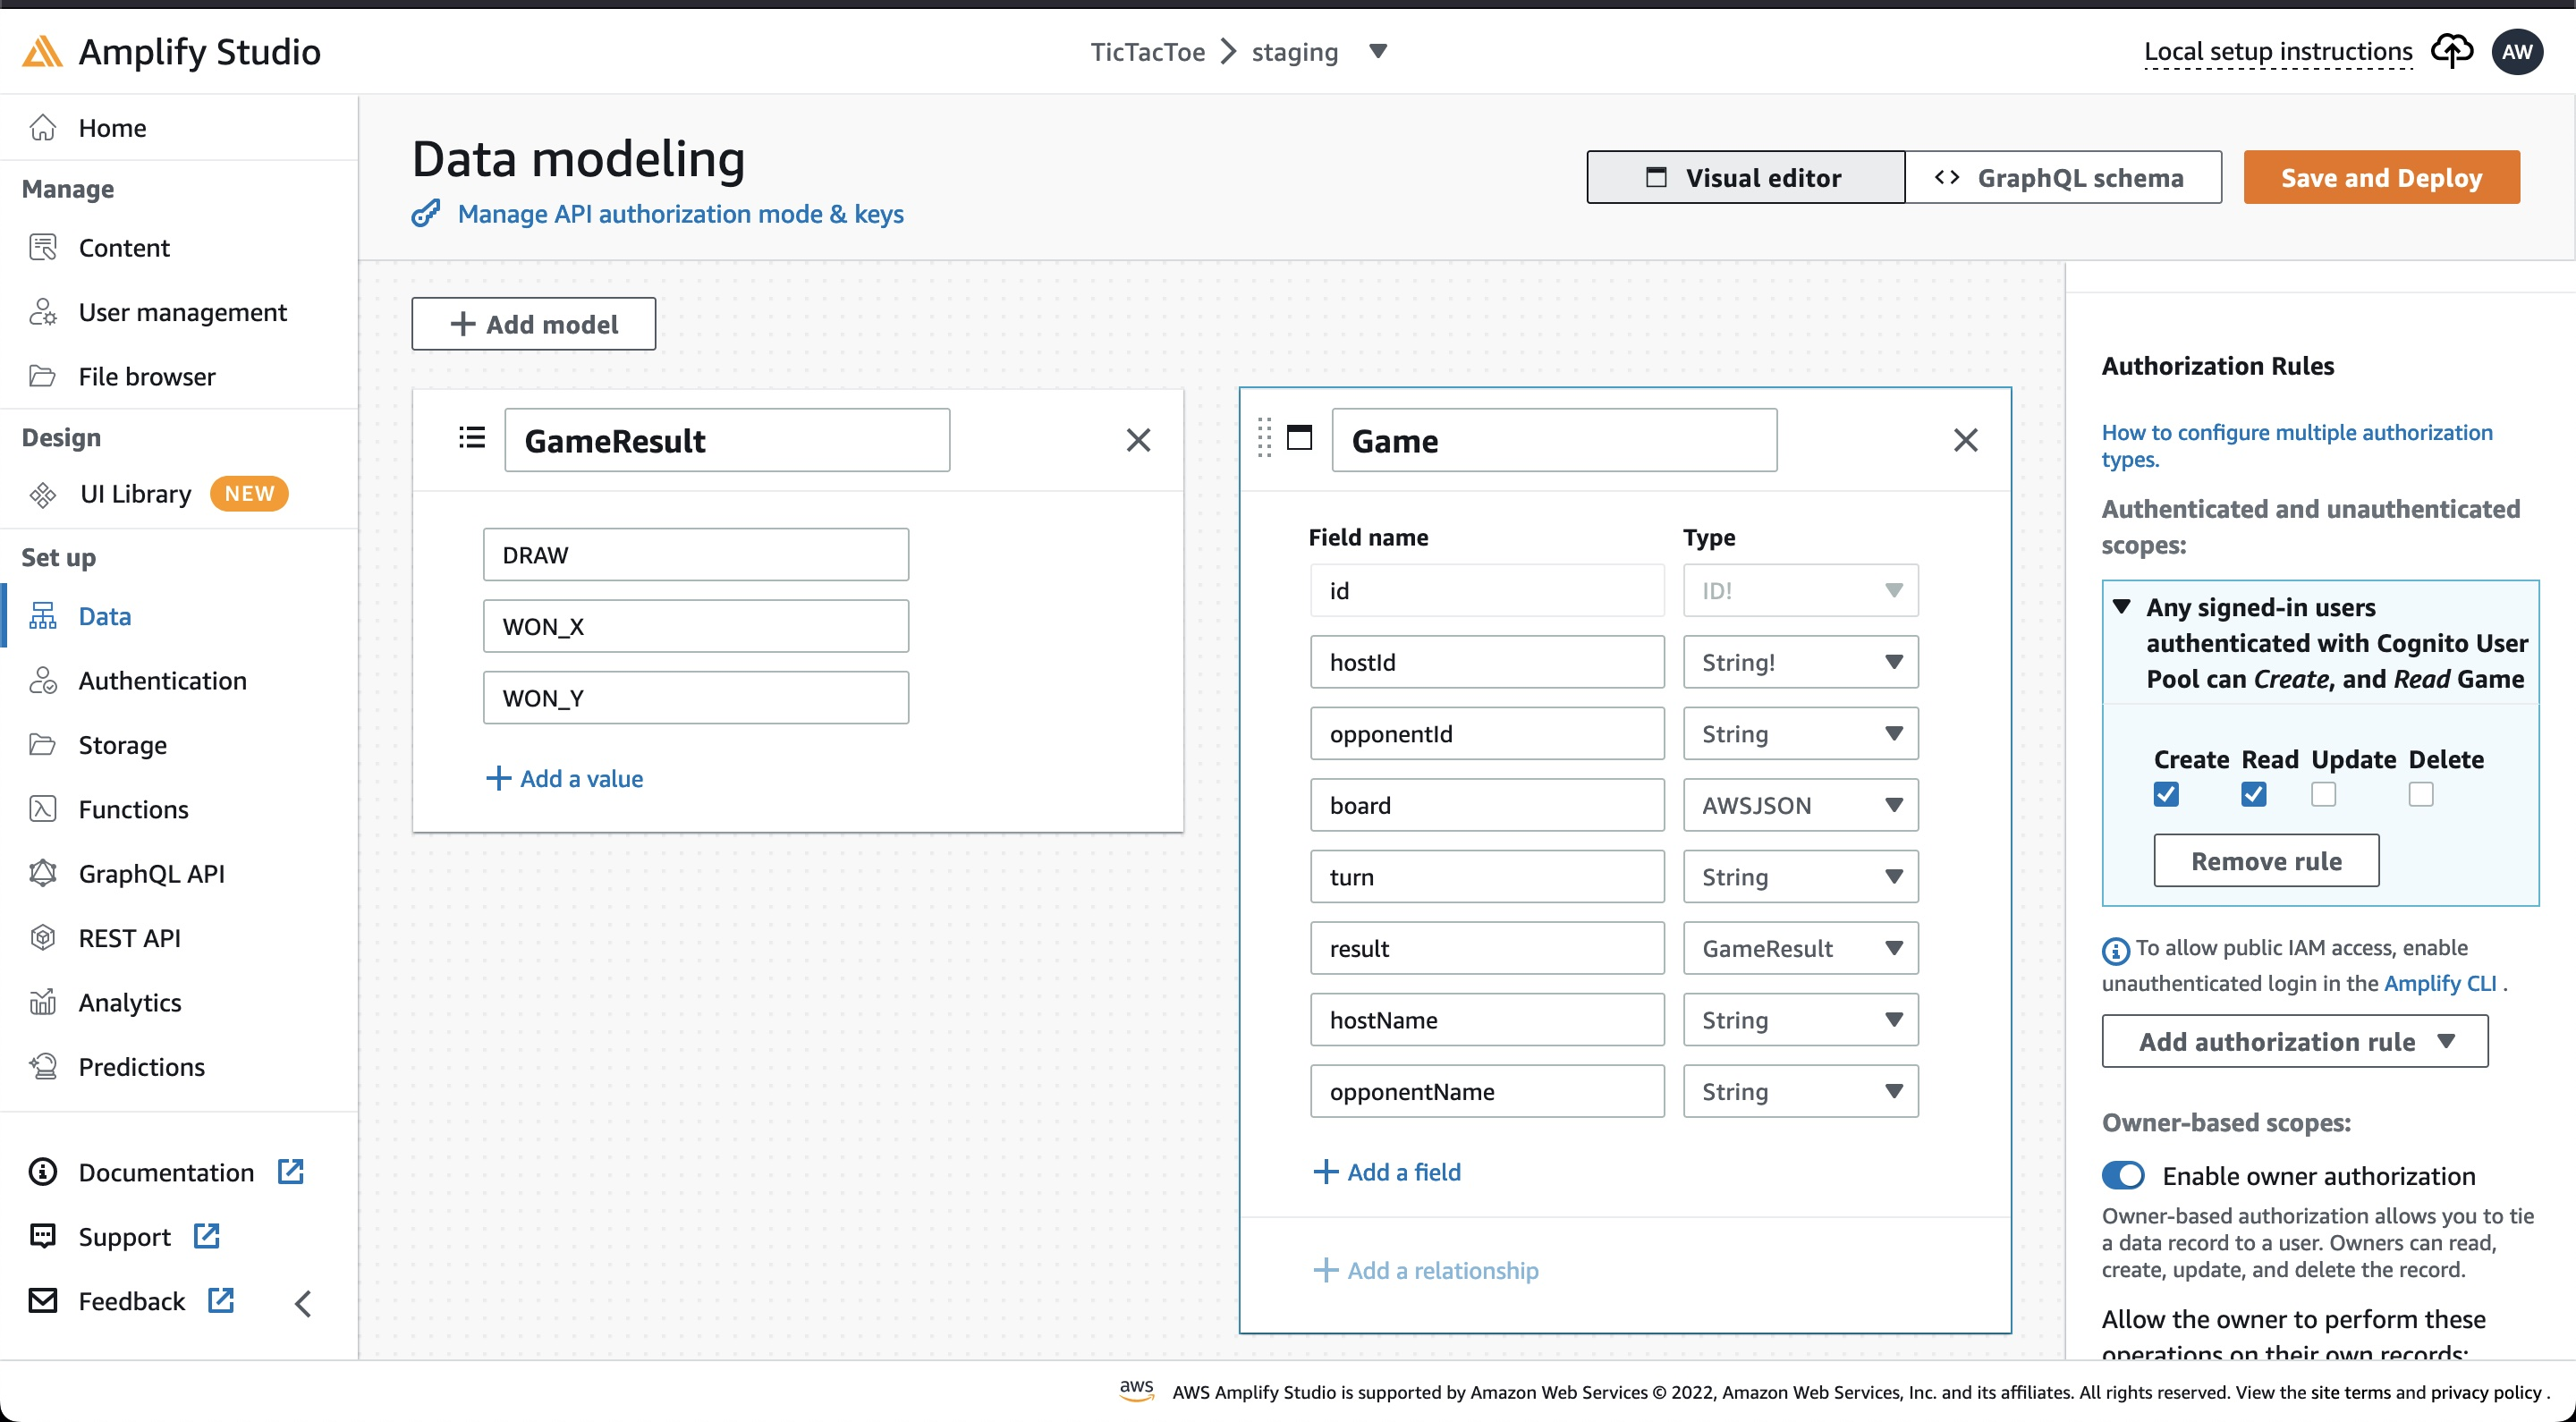 Amplify Studio
TicTacToe > staging
Local setup instructions
AW
Home
Manage
Content
User management
File browser
Design
UI Library NEW
Set up
Data
Authentication
Storage
Functions
GraphQL API
REST API
Analytics
Predictions
Documentation
Support
Feedback
Data modeling
Manage API authorization mode & keys
Visual editor
<> GraphQL schema
Save and Deploy
+ Add model
GameResult
DRAW
WON_X
WON_Y
+ Add a value
Game
Field name Type
id ID!
hostId String!
opponentId String
board AWSJSON
turn String
result GameResult
hostName String
opponentName String
+ Add a field
+ Add a relationship
Authorization Rules
How to configure multiple authorization
types.
Authenticated and unauthenticated
scopes:
Any signed-in users
authenticated with Cognito User
Pool can Create, and Read Game
Create Read Update Delete
Remove rule
To allow public IAM access, enable
unauthenticated login in the Amplify CLI .
Add authorization rule
Owner-based scopes:
Enable owner authorization
Owner-based authorization allows you to tie
a data record to a user. Owners can read,
create, update, and delete the record.
Allow the owner to perform these
operations on their own records:
aws AWS Amplify Studio is supported by Amazon Web Services © 2022, Amazon Web Services, Inc. and its affiliates. All rights reserved. View the site terms and privacy policy .